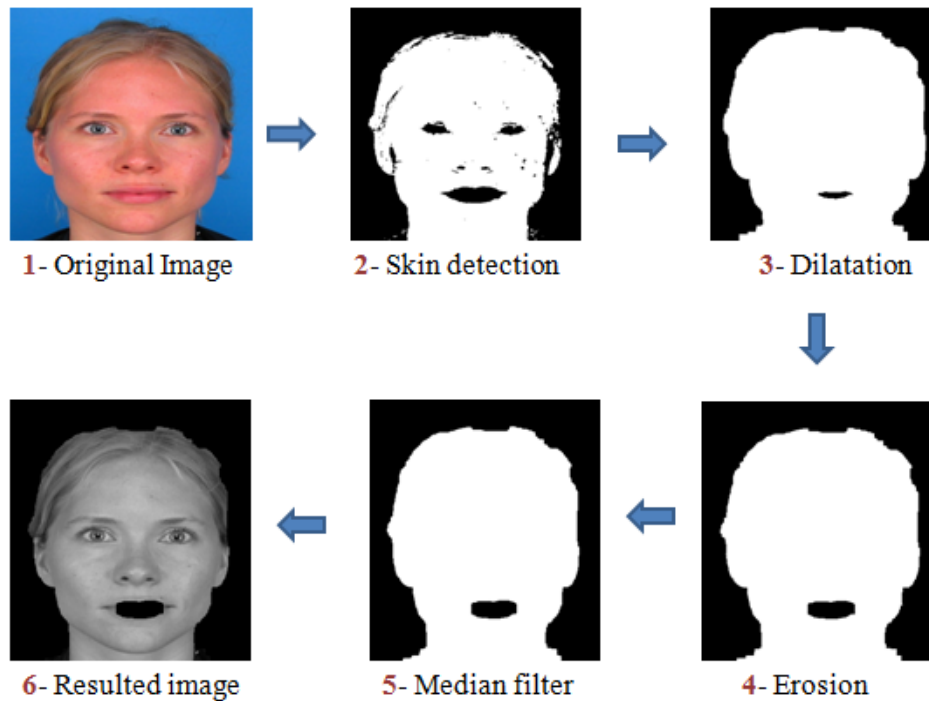 1- Original Image
2- Skin detection
3- Dilatation
6- Resulted image
5- Median filter
4- Erosion